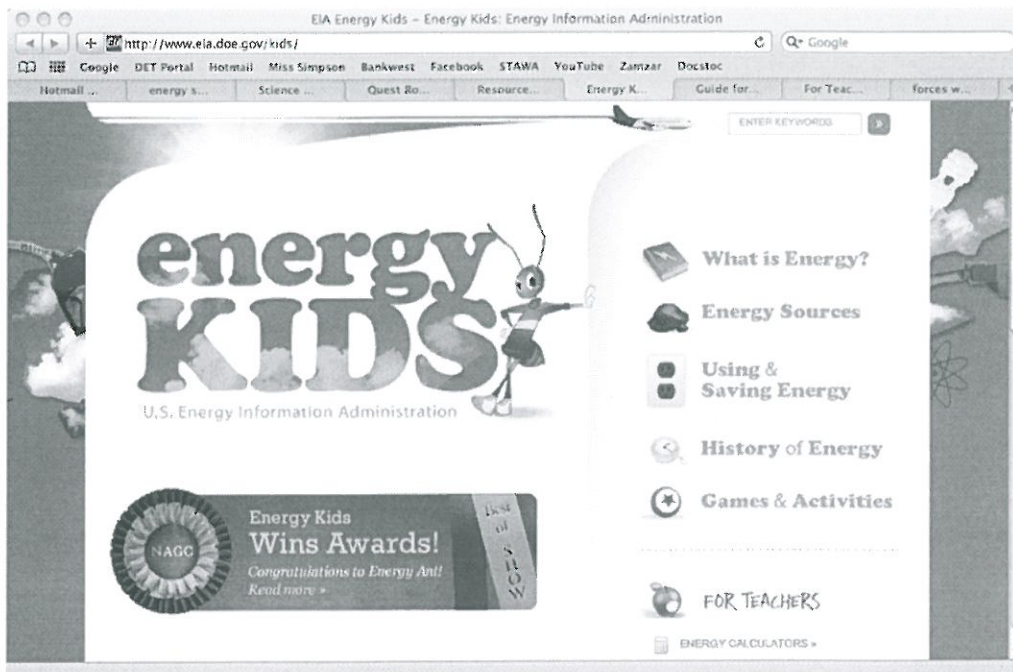 EIA Energy Kids – Energy Kids: Energy Information Administration
http://www.eia.doe.gov/kids/
Google
Google DET Portal Hotmail Miss Simpson Bankwest Facebook STAWA YouTube Zamzar Docstoc
Hotmail ... energy s... Science ... Quest Ro... Resource... Energy K... Guide for... For Teac... forces w...
ENTER KEYWORDS
energy
KIDS
U.S. Energy Information Administration
What is Energy?
Energy Sources
Using &
Saving Energy
History of Energy
Games & Activities
NAGC
Energy Kids
Wins Awards!
Congratulations to Energy Ant!
Read more »
Best
of
SHOW
FOR TEACHERS
ENERGY CALCULATORS »